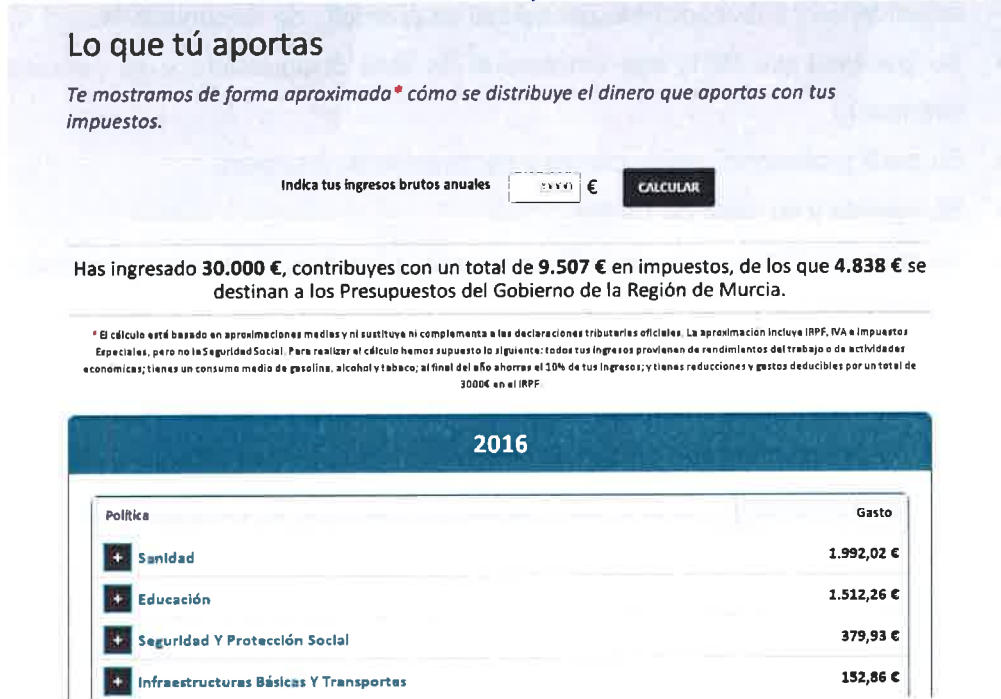 Lo que tú aportas
Te mostramos de forma aproximada* cómo se distribuye el dinero que aportas con tus
impuestos.
Indica tus ingresos brutos anuales € CALCULAR
Has ingresado 30.000 €, contribuyes con un total de 9.507 € en impuestos, de los que 4.838 € se
destinan a los Presupuestos del Gobierno de la Región de Murcia.
* El cálculo está basado en aproximaciones medias y ni sustituye ni complementa a las declaraciones tributarias oficiales. La aproximación incluye IRPF, IVA e Impuestos
Especiales, pero no la Seguridad Social. Para realizar el cálculo hemos supuesto lo siguiente: todos tus ingresos provienen de rendimientos del trabajo o de actividades
económicas; tienes un consumo medio de gasolina, alcohol y tabaco; al final del año ahorras el 10% de tus ingresos; y tienes reducciones y gastos deducibles por un total de
3000€ en el IRPF.
2016
Política Gasto
+ Sanidad 1.992,02 €
+ Educación 1.512,26 €
+ Seguridad Y Protección Social 379,93 €
+ Infraestructuras Básicas Y Transportes 152,86 €